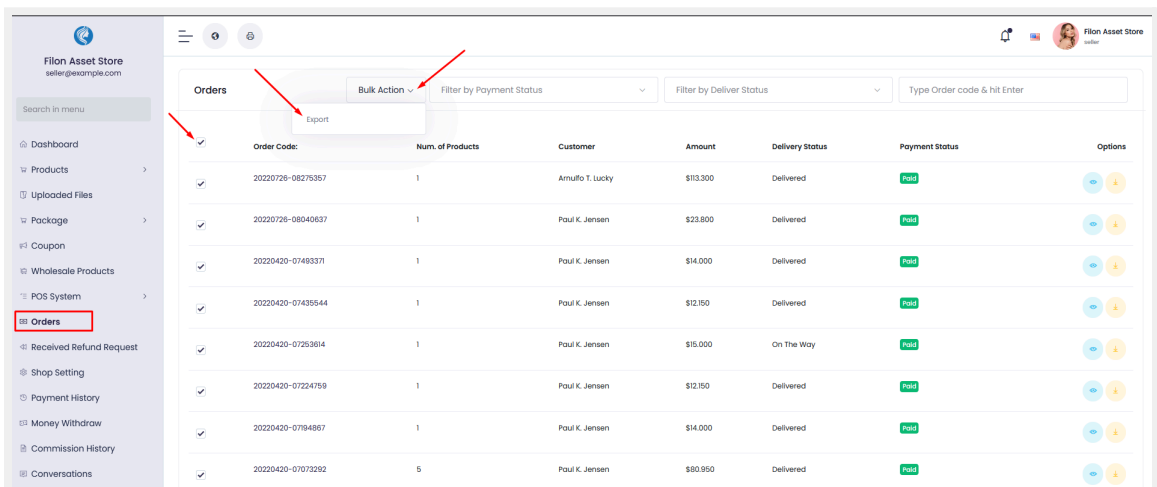 Filon Asset Store
seller@example.com
Search in menu
Dashboard
Products
Uploaded Files
Package
Coupon
Wholesale Products
POS System
Orders
Received Refund Request
Shop Setting
Payment History
Money Withdraw
Commission History
Conversations
Filon Asset Store
seller
Orders
Bulk Action
Filter by Payment Status
Filter by Deliver Status
Type Order code & hit Enter
Export
Order Code: Num. of Products Customer Amount Delivery Status Payment Status Options
20220726-08275357 1 Arnulfo T. Lucky $113.300 Delivered Paid
20220726-08040637 1 Paul K. Jensen $23.800 Delivered Paid
20220420-07493371 1 Paul K. Jensen $14.000 Delivered Paid
20220420-07435544 1 Paul K. Jensen $12.150 Delivered Paid
20220420-07253614 1 Paul K. Jensen $15.000 On The Way Paid
20220420-07224759 1 Paul K. Jensen $12.150 Delivered Paid
20220420-07194867 1 Paul K. Jensen $14.000 Delivered Paid
20220420-07073292 5 Paul K. Jensen $80.950 Delivered Paid